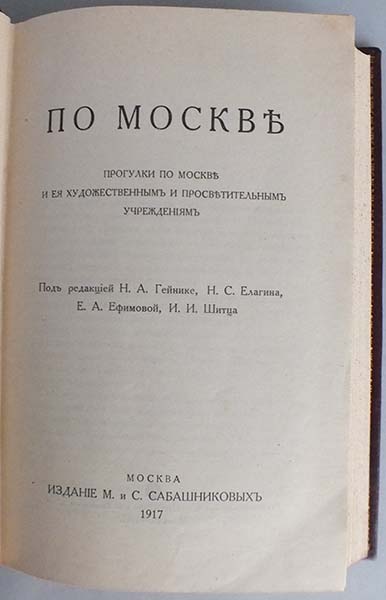 ПО МОСКВѢ
ПРОГУЛКИ ПО МОСКВѢ
И ЕЯ ХУДОЖЕСТВЕННЫМЪ И ПРОСВѢТИТЕЛЬНЫМЪ
УЧРЕЖДЕНІЯМЪ
Подъ редакціей Н. А. Гейнике, Н. С. Елагина,
Е. А. Ефимовой, И. И. Шитца
МОСКВА
ИЗДАНІЕ М. и С. САБАШНИКОВЫХЪ
1917